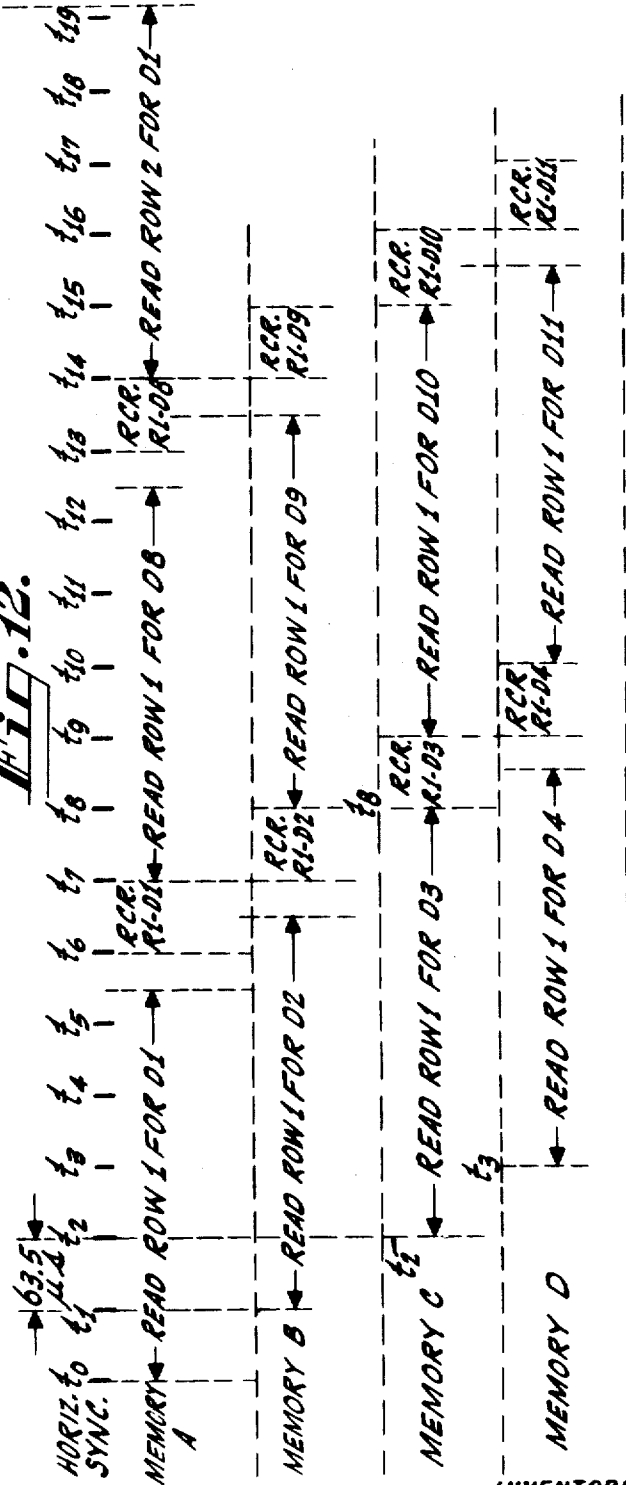 Fig.12.
HORIZ. SYNC.
t0 t1 t2 t3 t4 t5 t6 t7 t8 t9 t10 t11 t12 t13 t14 t15 t16 t17 t18 t19
63.5 μs
MEMORY A
READ ROW 1 FOR D1
RCR. R1-D1
READ ROW 1 FOR D8
RCR. R1-D8
READ ROW 2 FOR D1
MEMORY B
READ ROW 1 FOR D2
RCR. R1-D2
READ ROW 1 FOR D9
RCR. R1-D9
MEMORY C
t2
READ ROW 1 FOR D3
t8
RCR. R1-D3
READ ROW 1 FOR D10
RCR. R1-D10
MEMORY D
t3
READ ROW 1 FOR D4
RCR. R1-D4
READ ROW 1 FOR D11
RCR. R1-D11